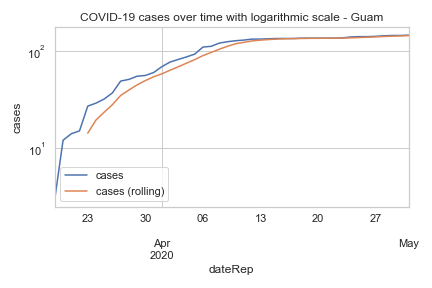 COVID-19 cases over time with logarithmic scale - Guam
10²
10¹
cases
cases
cases (rolling)
23 30 06 13 20 27
Apr May
2020
dateRep